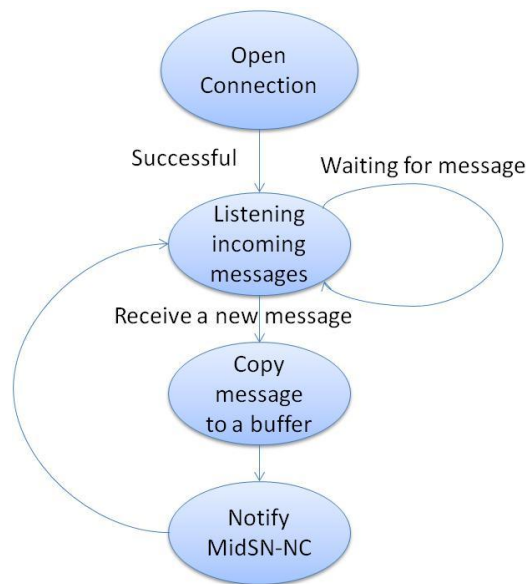 Open
Connection
Successful
Waiting for message
Listening
incoming
messages
Receive a new message
Copy
message
to a buffer
Notify
MidSN-NC